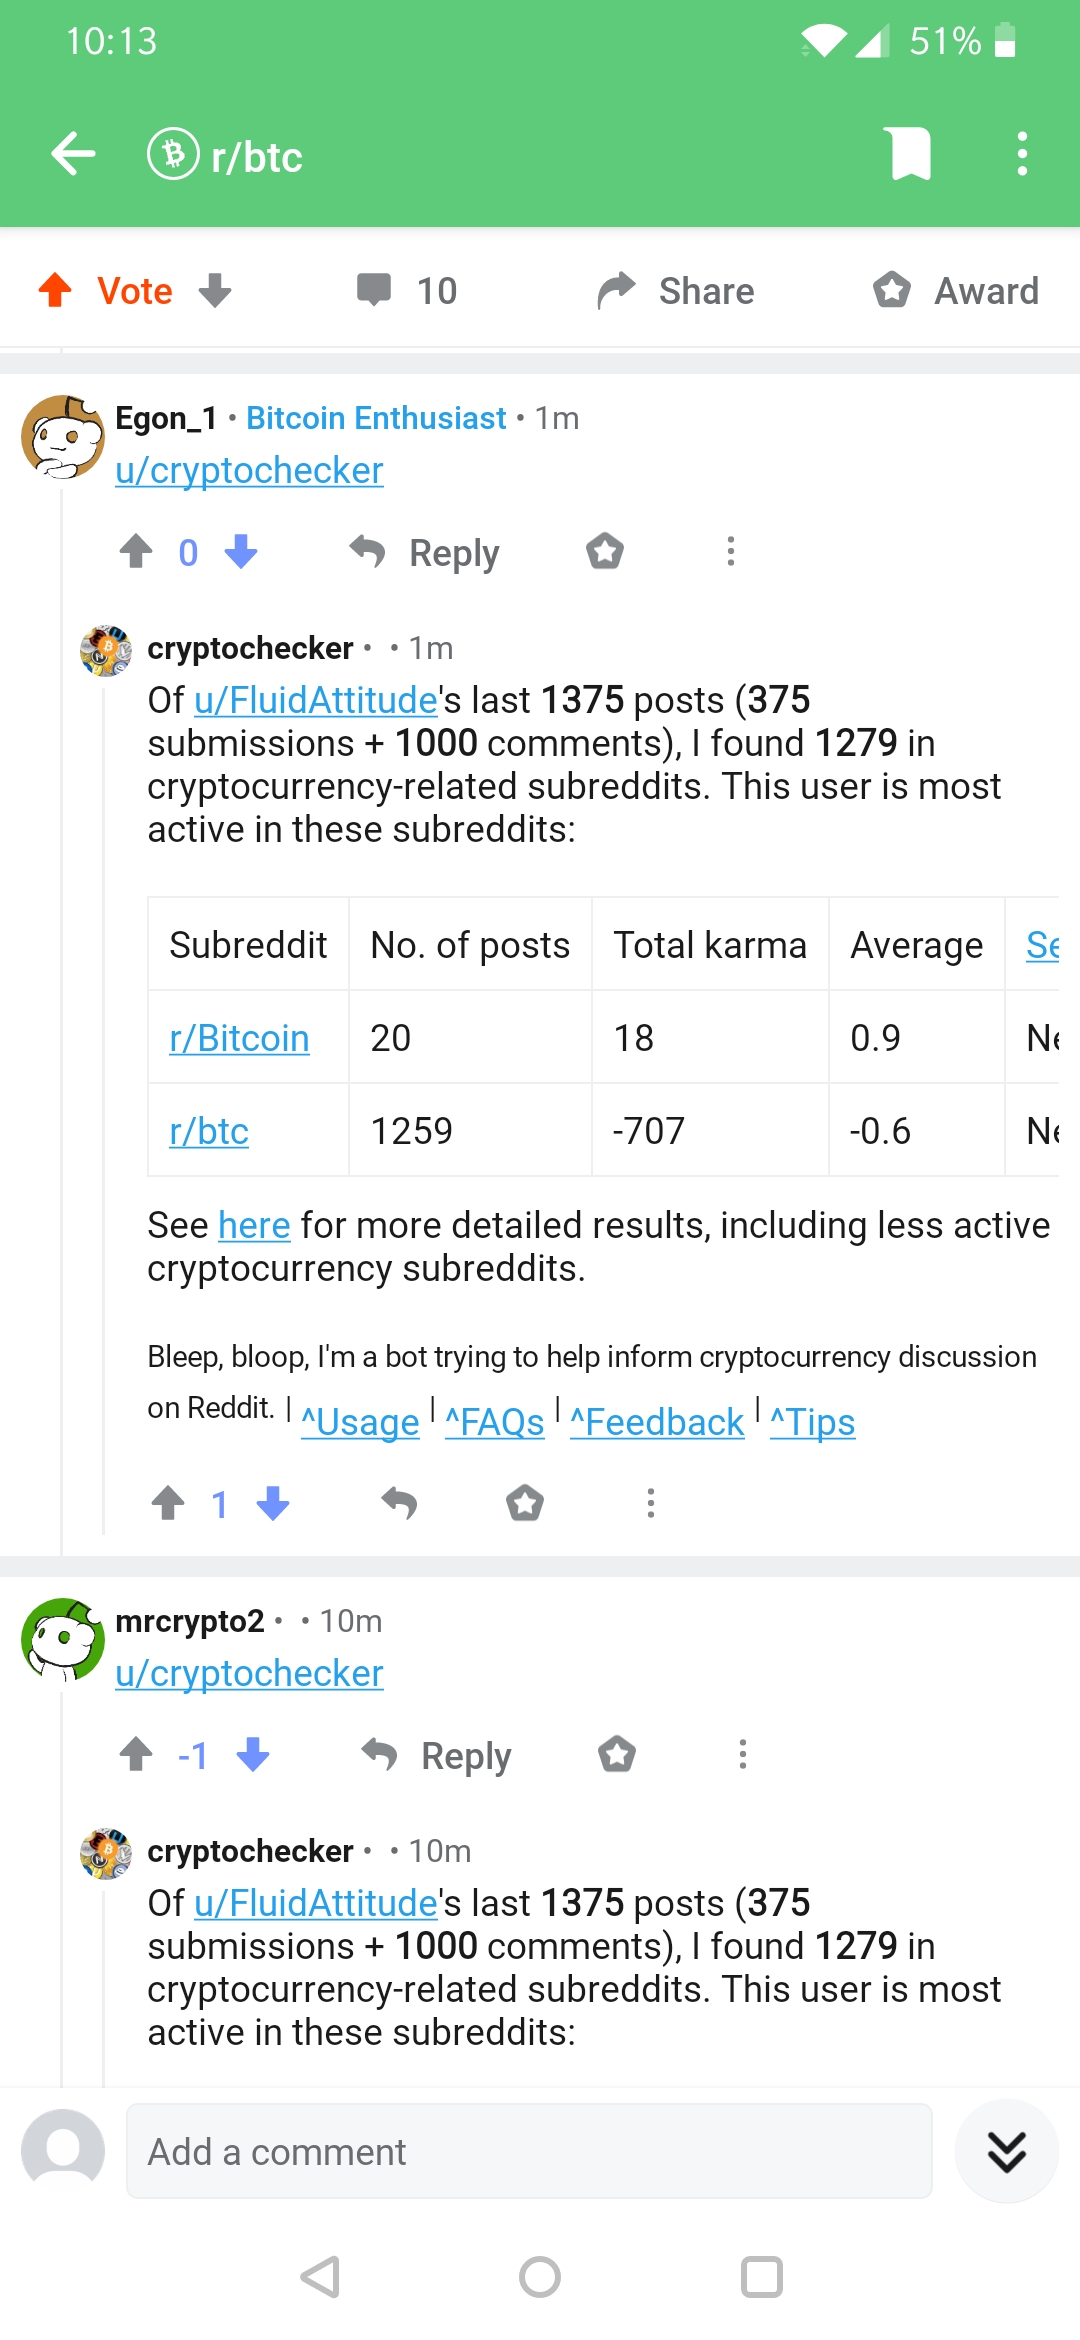 10:13
51%
r/btc
Vote
10
Share
Award
Egon_1 • Bitcoin Enthusiast • 1m
u/cryptochecker
0
Reply
cryptochecker • • 1m
Of u/FluidAttitude's last 1375 posts (375
submissions + 1000 comments), I found 1279 in
cryptocurrency-related subreddits. This user is most
active in these subreddits:
Subreddit No. of posts Total karma Average Se
r/Bitcoin 20 18 0.9 Ne
r/btc 1259 -707 -0.6 Ne
See here for more detailed results, including less active
cryptocurrency subreddits.
Bleep, bloop, I'm a bot trying to help inform cryptocurrency discussion
on Reddit. | ^Usage | ^FAQs | ^Feedback | ^Tips
1
mrcrypto2 • • 10m
u/cryptochecker
-1
Reply
cryptochecker • • 10m
Of u/FluidAttitude's last 1375 posts (375
submissions + 1000 comments), I found 1279 in
cryptocurrency-related subreddits. This user is most
active in these subreddits:
Add a comment